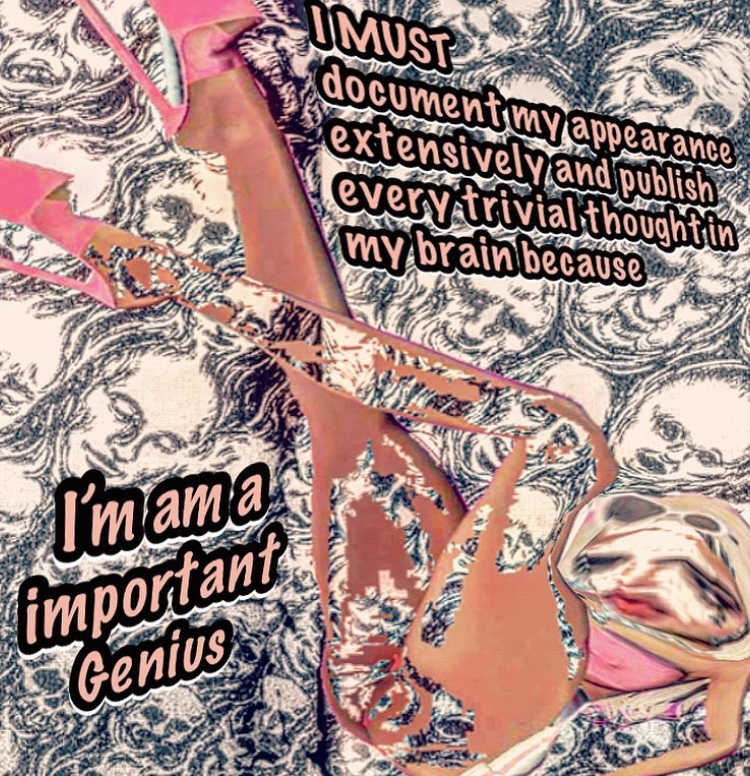 I MUST
document my appearance
extensively and publish
every trivial thought in
my brain because
I'm am a
important
Genius